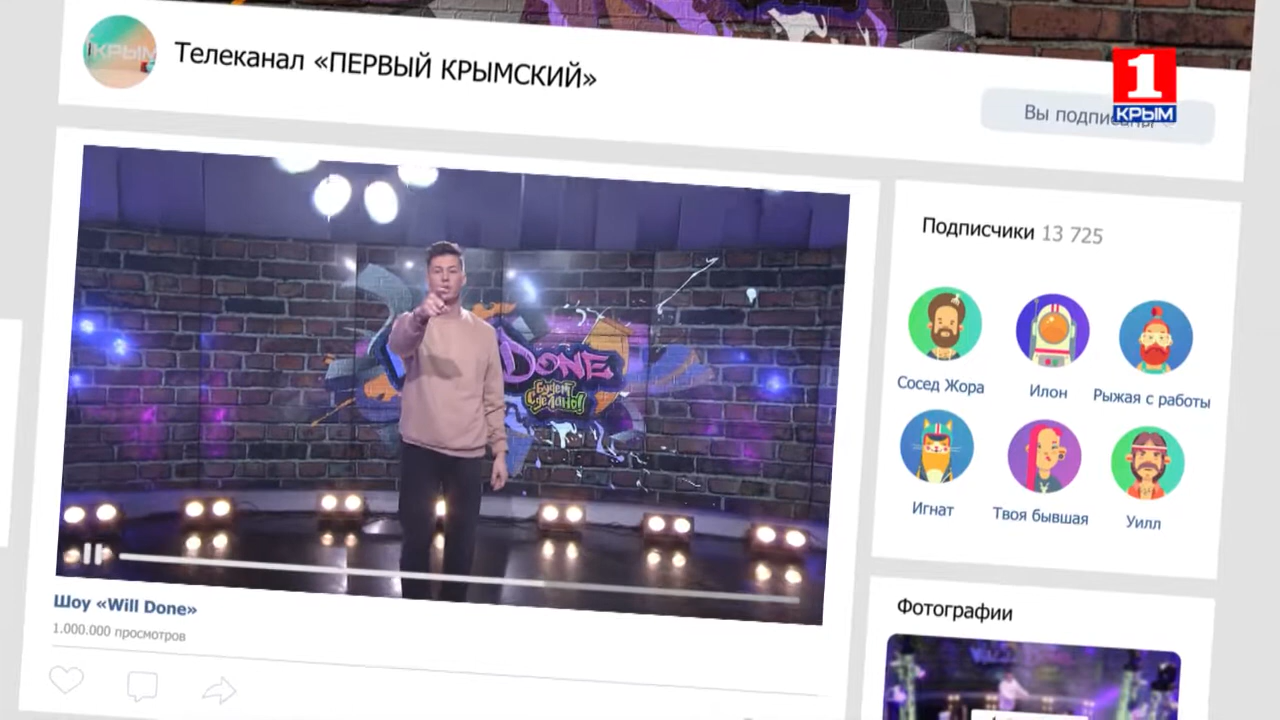 КРЫМ
Телеканал «ПЕРВЫЙ КРЫМСКИЙ»
1
КРЫМ
Вы подписаны
DONE
Будет
Сделано!
Подписчики 13 725
Сосед Жора
Илон
Рыжая с работы
Игнат
Твоя бывшая
Уилл
Шоу «Will Done»
1.000.000 просмотров
Фотографии